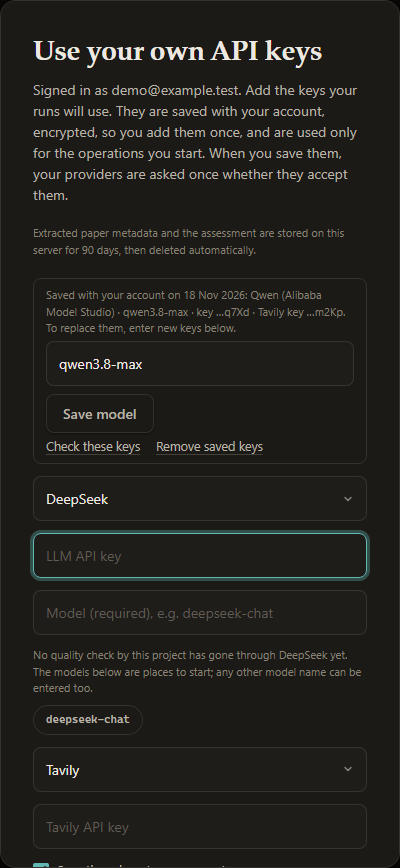 Use your own API keys
Signed in as demo@example.test. Add the keys your
runs will use. They are saved with your account,
encrypted, so you add them once, and are used only
for the operations you start. When you save them,
your providers are asked once whether they accept
them.
Extracted paper metadata and the assessment are stored on this
server for 90 days, then deleted automatically.
Saved with your account on 18 Nov 2026: Qwen (Alibaba
Model Studio) · qwen3.8-max · key …q7Xd · Tavily key …m2Kp.
To replace them, enter new keys below.
qwen3.8-max
Save model
Check these keys Remove saved keys
DeepSeek
LLM API key
Model (required), e.g. deepseek-chat
No quality check by this project has gone through DeepSeek yet.
The models below are places to start; any other model name can be
entered too.
deepseek-chat
Tavily
Tavily API key